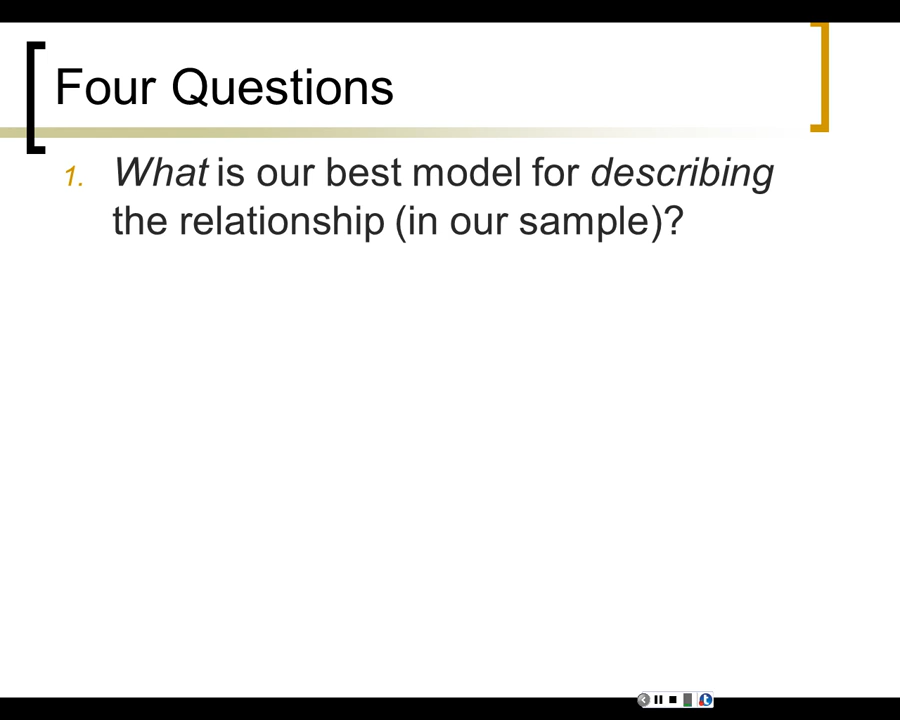 Four Questions
1. What is our best model for describing
the relationship (in our sample)?